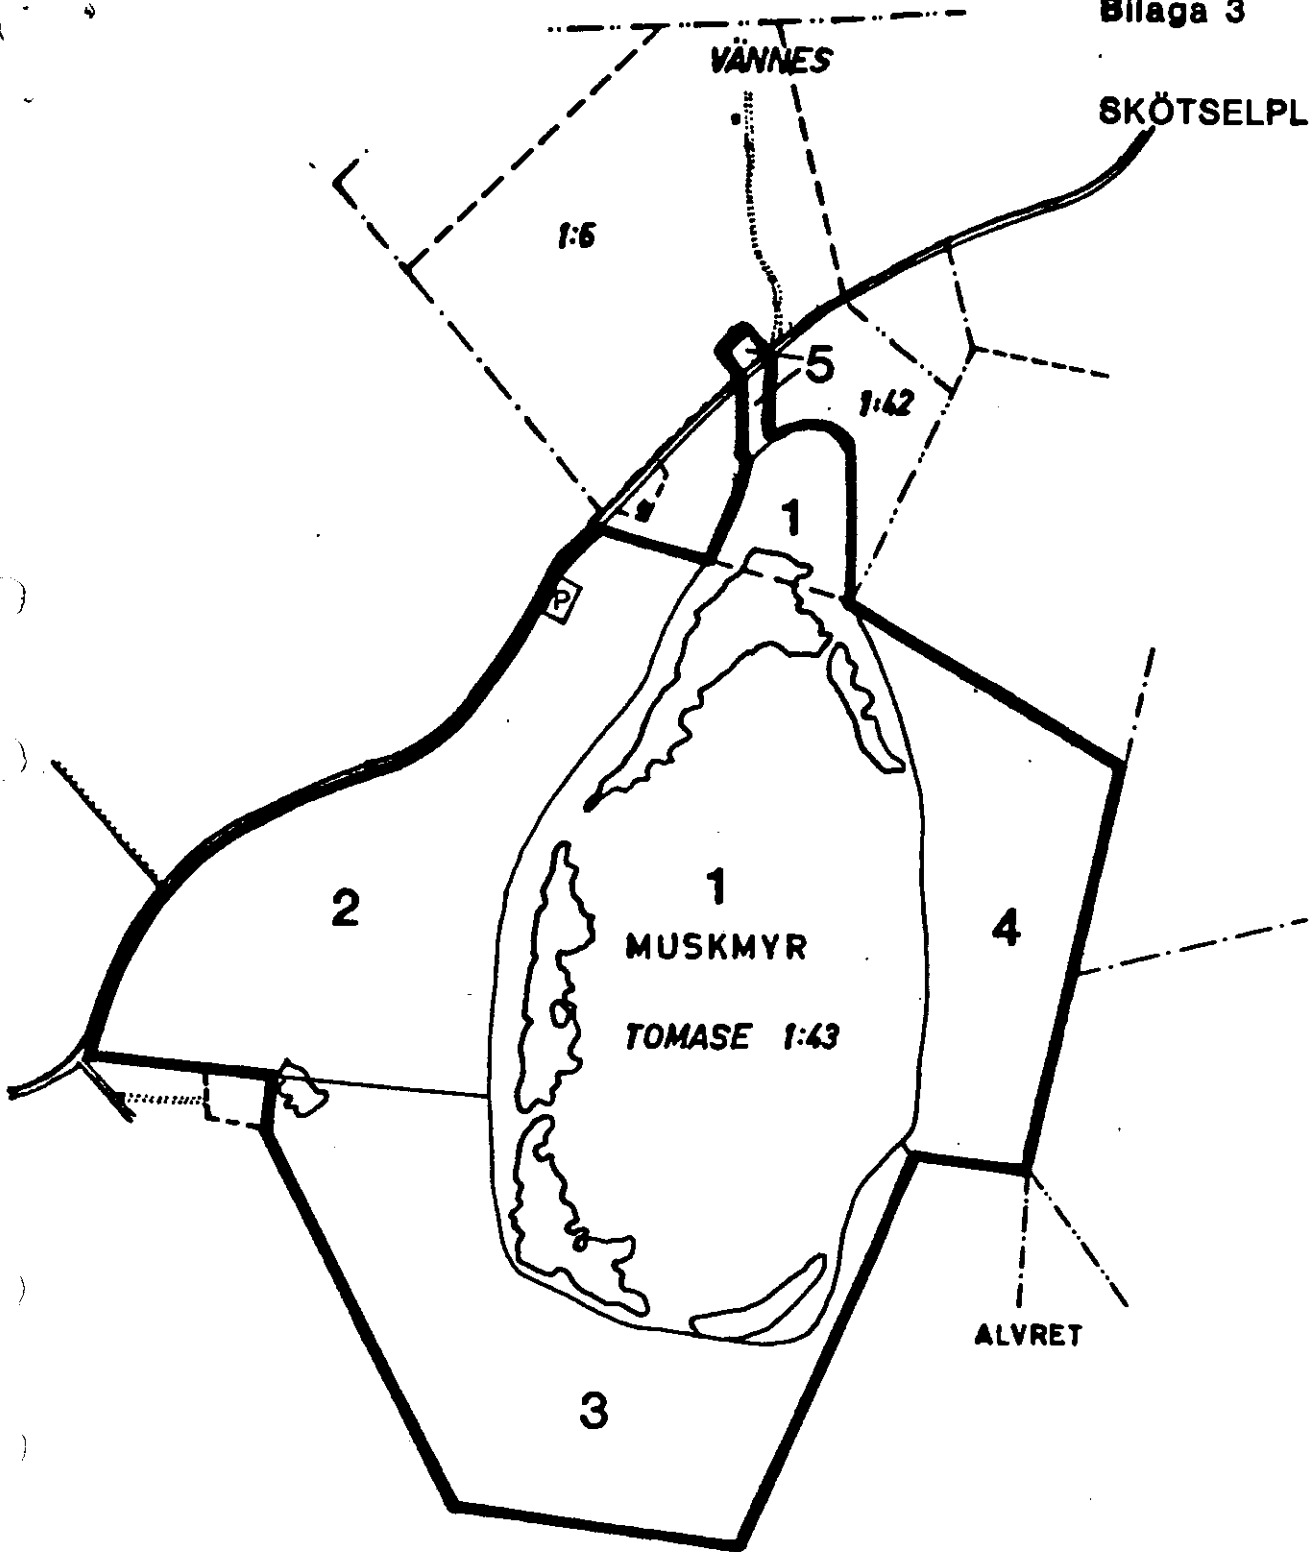 Bilaga 3
VÄNNES
SKÖTSELPL
1:6
5
1:42
1
P
1
2
4
MUSKMYR
TOMASE 1:43
ALVRET
3